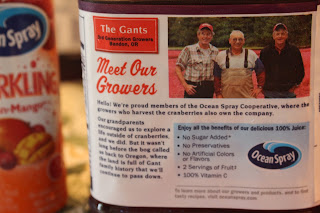 Ocean Spray
SPARKLING
The Gants
3rd Generation Growers
Bandon, OR
Meet Our
Growers
Hello! We're proud members of the Ocean Spray Cooperative, where the
growers who harvest the cranberries also own the company.
Our grandparents
encouraged us to explore a
life outside of cranberries,
and we did. But it wasn't
long before the bog called
us back to Oregon, where
the land is full of Gant
family history that we'll
continue to pass down.
Enjoy all the benefits of our delicious 100% Juice:
• No Sugar Added*
• No Preservatives
• No Artificial Colors
or Flavors
• 2 Servings of Fruit†
• 100% Vitamin C
Ocean Spray
To learn more about our growers and products, and to find
tasty recipes, visit oceanspray.com